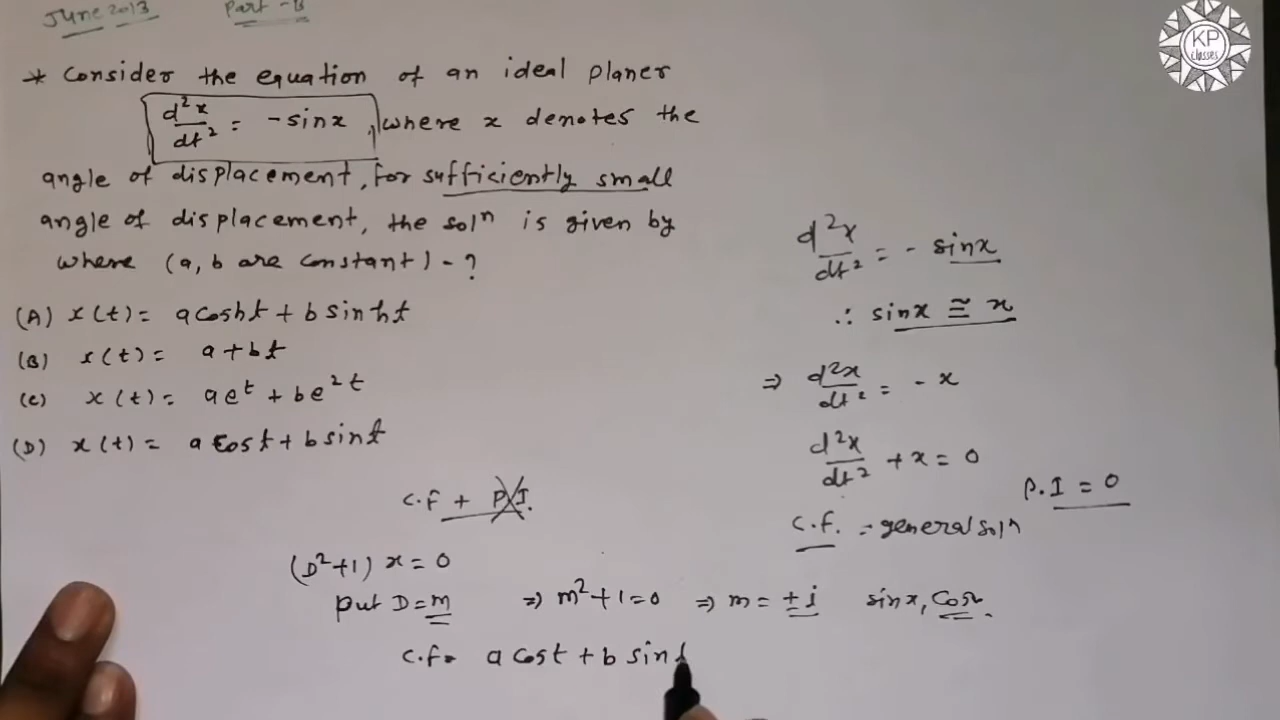 June 2013 Part - B
KP
classes
* Consider the equation of an ideal planer
d²x/dt² = - sinx, where x denotes the
angle of displacement, for sufficiently small
angle of displacement, the solⁿ is given by
where (a, b are constant) - ?
(A) x(t) = a cosht + b sinht
(B) x(t) = a + bt
(C) x(t) = ae^t + be^2t
(D) x(t) = a cost + b sint
d²x/dt² = - sinx
∴ sinx ≅ x
⇒ d²x/dt² = - x
d²x/dt² + x = 0
P.I = 0
C.F. = general solⁿ
C.F + P.I.
(D²+1) x = 0
Put D = m ⇒ m²+1=0 ⇒ m = ± i sinx, Cosx.
C.F = a cost + b sint